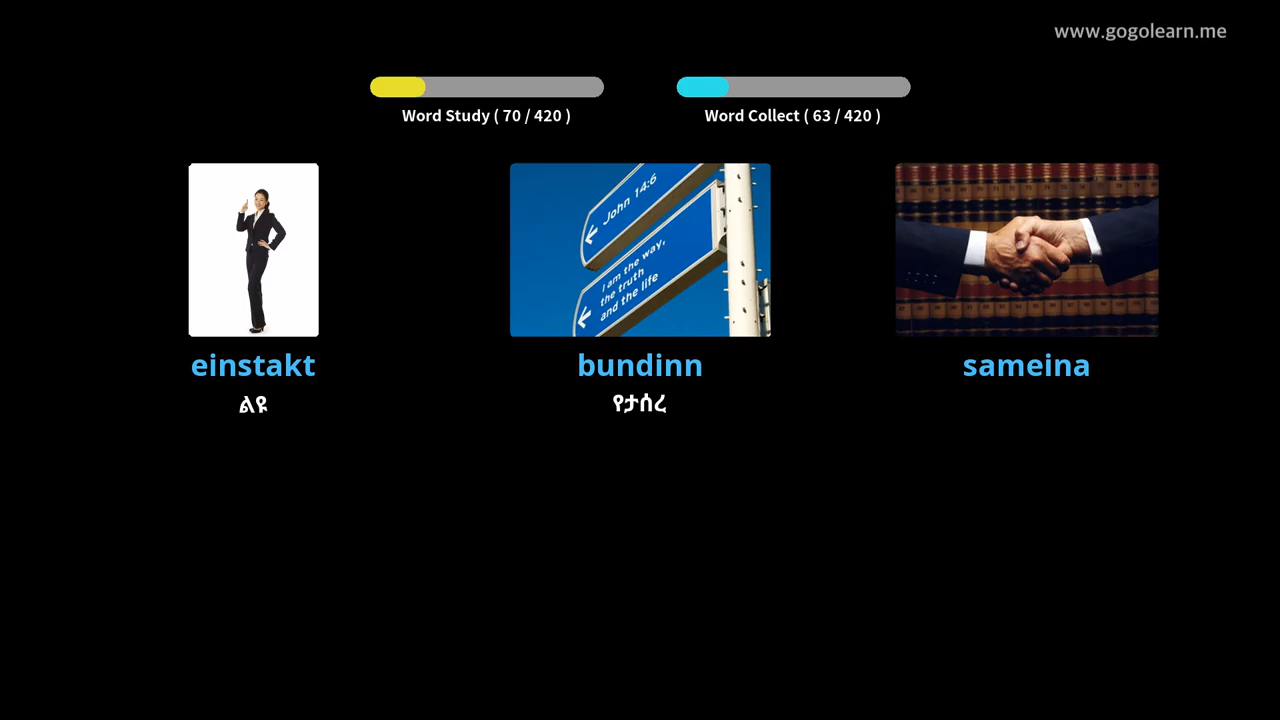 www.gogolearn.me
Word Study ( 70 / 420 )
Word Collect ( 63 / 420 )
John 14:6
I am the way,
the truth
and the life
einstakt
bundinn
sameina
ልዩ
የታሰረ